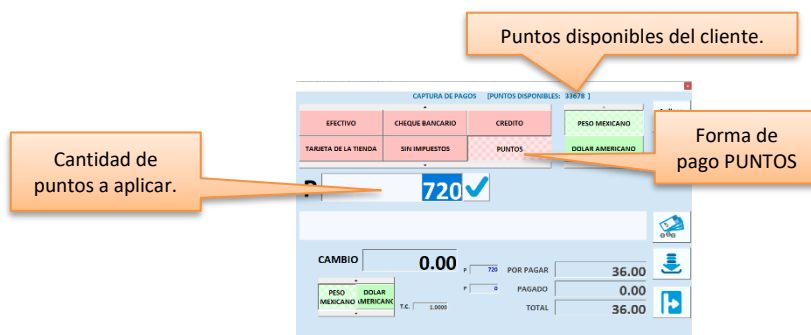 Puntos disponibles del cliente.
CAPTURA DE PAGOS [PUNTOS DISPONIBLES: 33678 ]
EFECTIVO CHEQUE BANCARIO CREDITO PESO MEXICANO
TARJETA DE LA TIENDA SIN IMPUESTOS PUNTOS DOLAR AMERICANO
Forma de
pago PUNTOS
Cantidad de
puntos a aplicar.
720
CAMBIO 0.00 P 720 POR PAGAR 36.00
P 0 PAGADO 0.00
PESO MEXICANO DOLAR AMERICANC
T.C. 1.0000 TOTAL 36.00